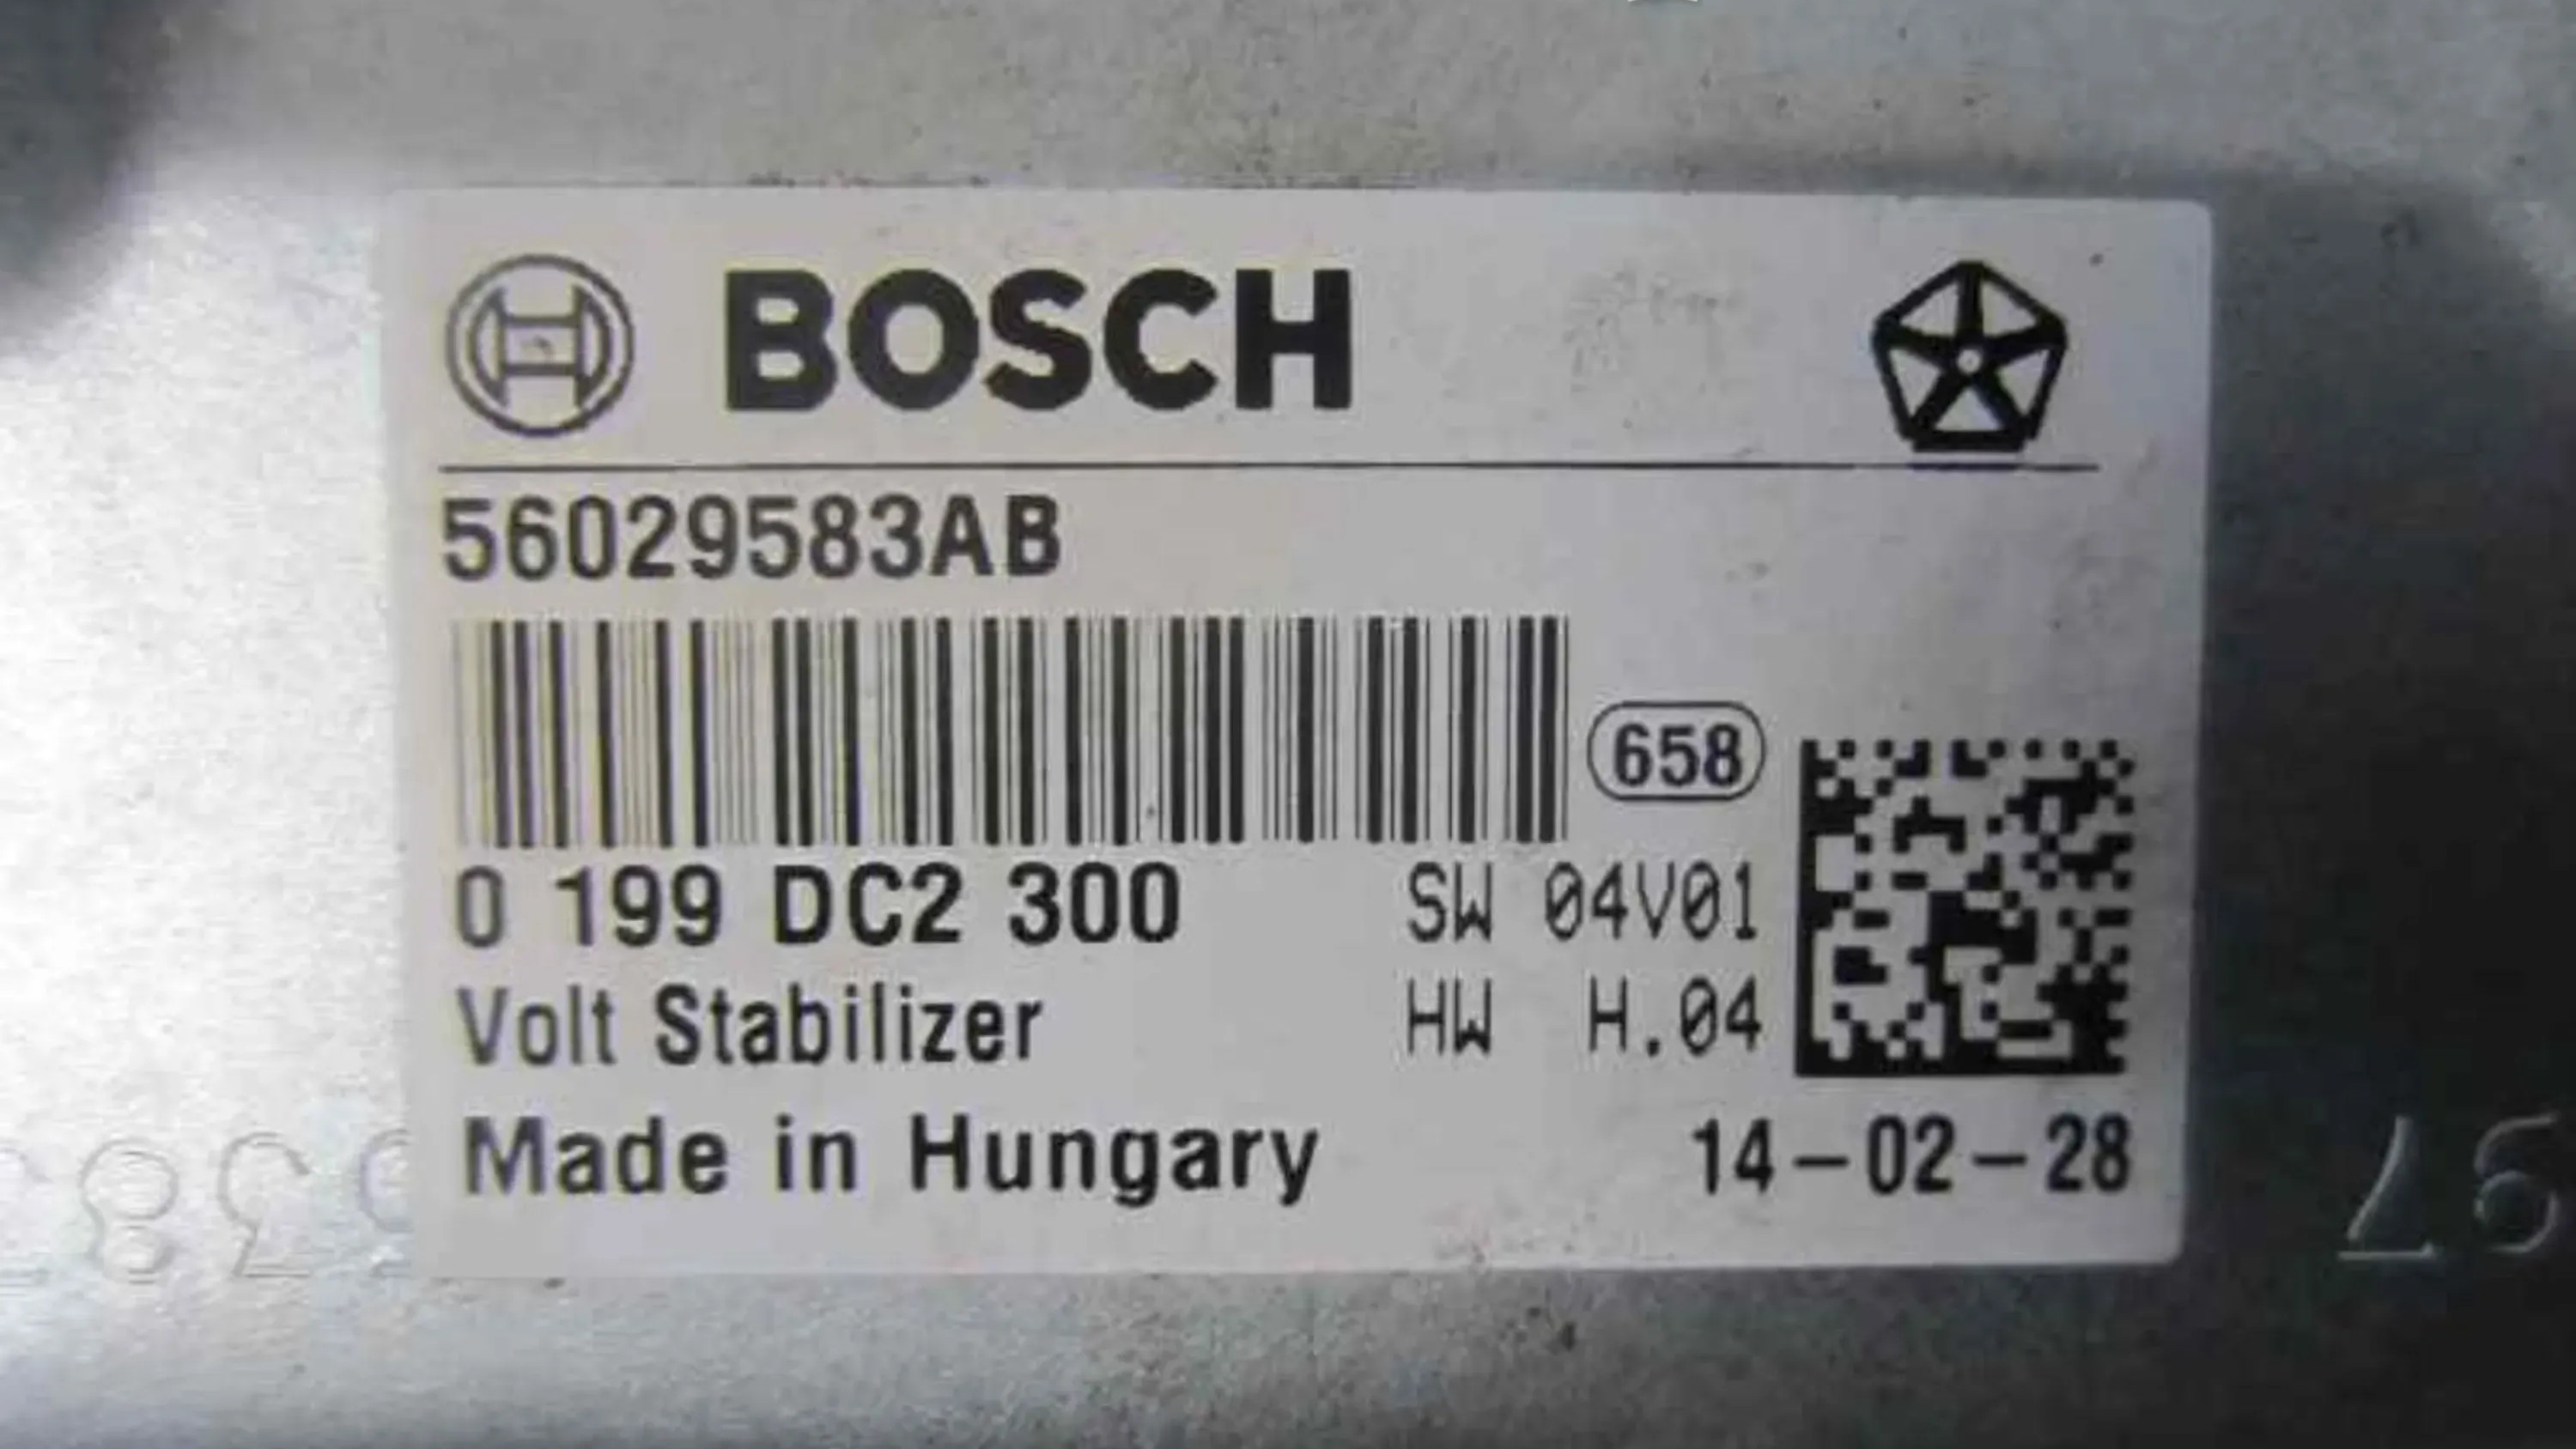 BOSCH
56029583AB
658
0 199 DC2 300 SW 04V01
Volt Stabilizer HW H.04
Made in Hungary 14-02-28